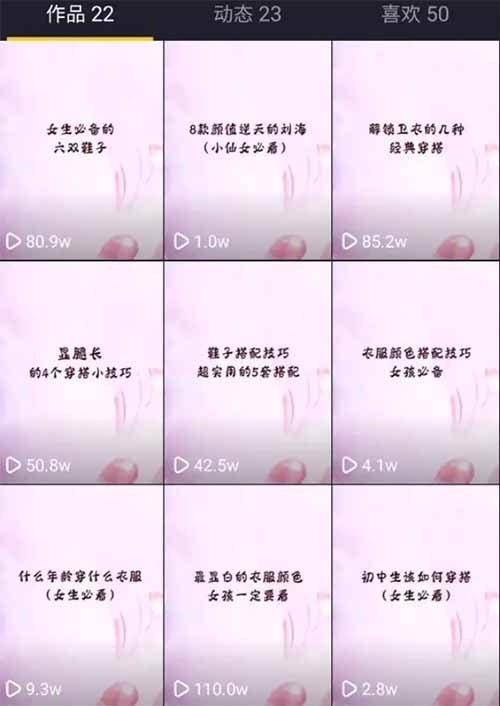 作品 22
动态 23
喜欢 50
女生必备的
六双鞋子
80.9w
8款颜值逆天的刘海
（小仙女必看）
1.0w
解锁卫衣的几种
经典穿搭
85.2w
显腿长
的4个穿搭小技巧
50.8w
鞋子搭配技巧
超实用的5套搭配
42.5w
衣服颜色搭配技巧
女孩必备
4.1w
什么年龄穿什么衣服
（女生必看）
9.3w
最显白的衣服颜色
女孩一定要看
110.0w
初中生该如何穿搭
（女生必看）
2.8w